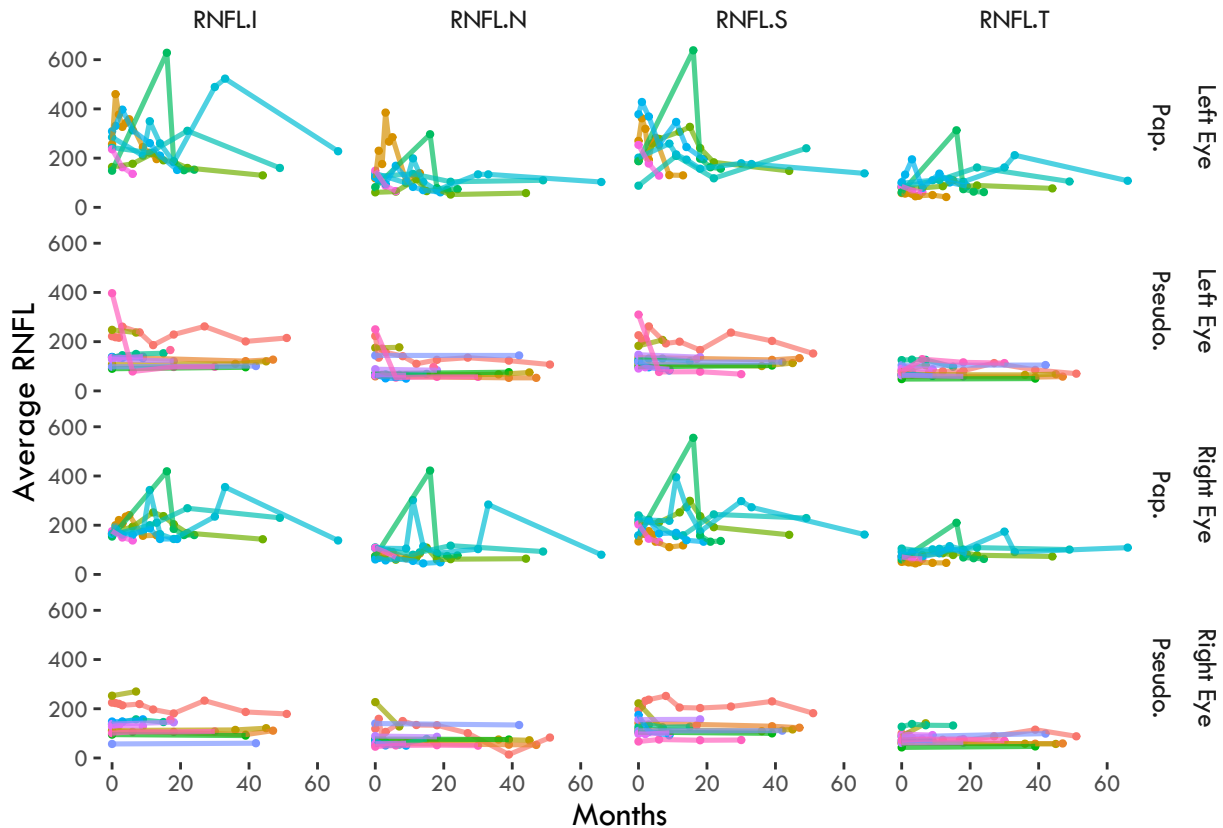 RNFL.I RNFL.N RNFL.S RNFL.T
Average RNFL
600
400
200
0
Left Eye
Pap.
600
400
200
0
Left Eye
Pseudo.
600
400
200
0
Right Eye
Pap.
600
400
200
0
Right Eye
Pseudo.
0 20 40 60 0 20 40 60 0 20 40 60 0 20 40 60
Months